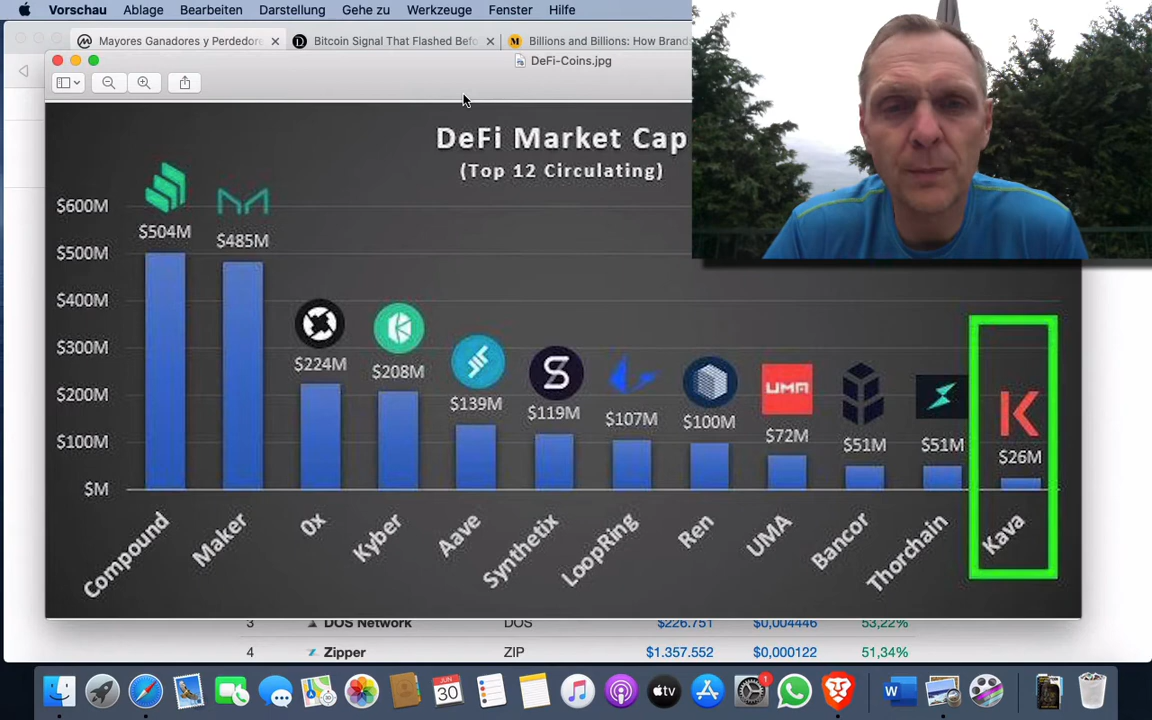 Vorschau Ablage Bearbeiten Darstellung Gehe zu Werkzeuge Fenster Hilfe
Mayores Ganadores y Perdedore
Bitcoin Signal That Flashed Befo
Billions and Billions: How Brand
DeFi-Coins.jpg
DeFi Market Cap
(Top 12 Circulating)
$600M
$500M
$400M
$300M
$200M
$100M
$M
$504M
$485M
$224M
$208M
$139M
$119M
$107M
$100M
UMA
$72M
$51M
$51M
$26M
Compound
Maker
0x
Kyber
Aave
Synthetix
LoopRing
Ren
UMA
Bancor
Thorchain
Kava
3 DOS Network DOS $226.751 $0,004446 53,22%
4 Zipper ZIP $1.357.552 $0,000122 51,34%
JUN
30
tv
1
W